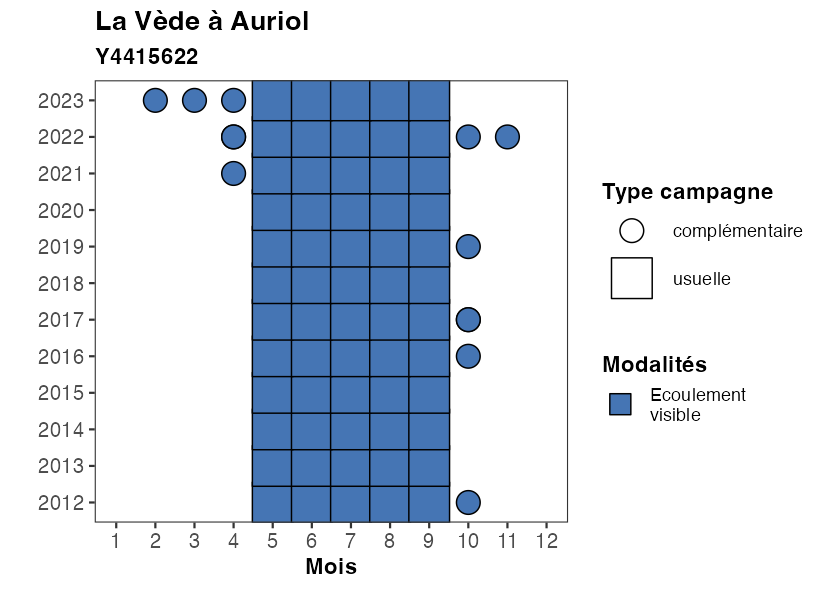 La Vède à Auriol
Y4415622
2023
2022
2021
2020
2019
2018
2017
2016
2015
2014
2013
2012
1 2 3 4 5 6 7 8 9 10 11 12
Mois
Type campagne
complémentaire
usuelle
Modalités
Ecoulement
visible